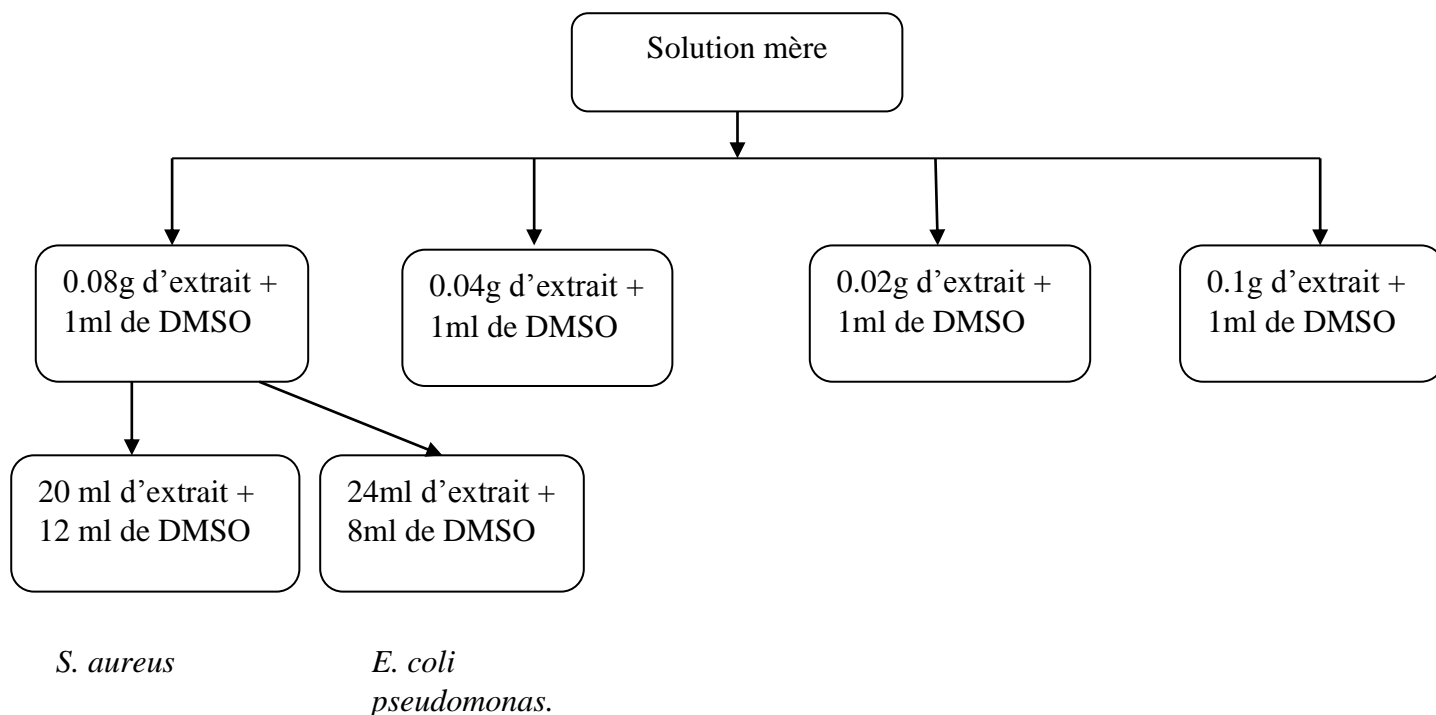 Solution mère
0.08g d’extrait +
1ml de DMSO
0.04g d’extrait +
1ml de DMSO
0.02g d’extrait +
1ml de DMSO
0.1g d’extrait +
1ml de DMSO
20 ml d’extrait +
12 ml de DMSO
24ml d’extrait +
8ml de DMSO
S. aureus
E. coli
pseudomonas.